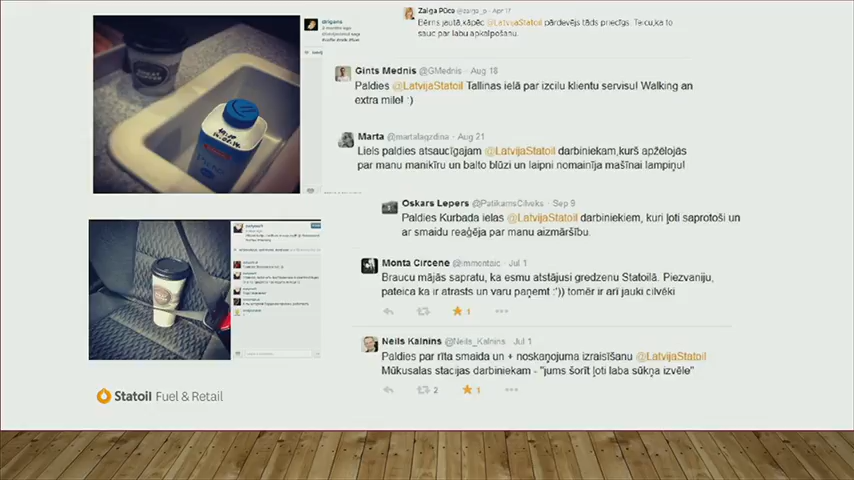 Zaiga Pūce @zaiga_p · Apr 11
Bērns jautā,kāpēc @LatvijaStatoil pārdevējs tāds priecīgs. Teicu,ka to
sauc par labu apkalpošanu.
Gints Mednis @GMednis · Aug 18
Paldies @LatvijaStatoil Tallinas ielā par izcilu klientu servisu! Walking an
extra mile! :)
Marta @martalagzdina · Aug 21
Liels paldies atsaucīgajam @LatvijaStatoil darbiniekam,kurš apžēlojās
par manu manikīru un balto blūzi un laipni nomainīja mašīnai lampiņu!
Oskars Lepers @PatikamsCilveks · Sep 9
Paldies Kurbada ielas @LatvijaStatoil darbiniekiem, kuri ļoti saprotoši un
ar smaidu reaģēja par manu aizmāršību.
Monta Circene @immontaic · Jul 1
Braucu mājās sapratu, ka esmu atstājusi gredzenu Statoilā. Piezvaniju,
pateica ka ir atrasts un varu paņemt :')) tomēr ir arī jauki cilvēki
1
Neils Kalnins @Neils_Kalnins · Jul 1
Paldies par rīta smaida un + noskaņojuma izraisīšanu @LatvijaStatoil
Mūkusalas stacijas darbiniekam - "jums šorīt ļoti laba sūkņa izvēle"
2 1
Statoil Fuel & Retail